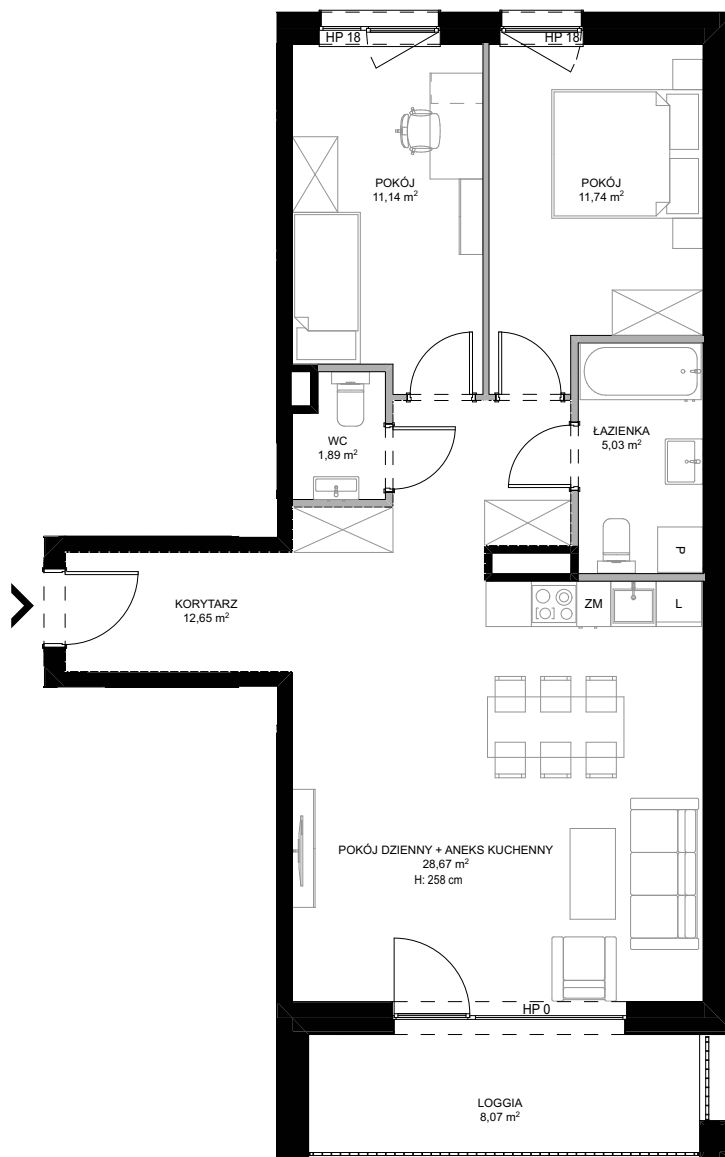 HP 18
HP 18
POKÓJ
11,14 m²
POKÓJ
11,74 m²
WC
1,89 m²
ŁAZIENKA
5,03 m²
P
KORYTARZ
12,65 m²
ZM
L
POKÓJ DZIENNY + ANEKS KUCHENNY
28,67 m²
H: 258 cm
HP 0
LOGGIA
8,07 m²